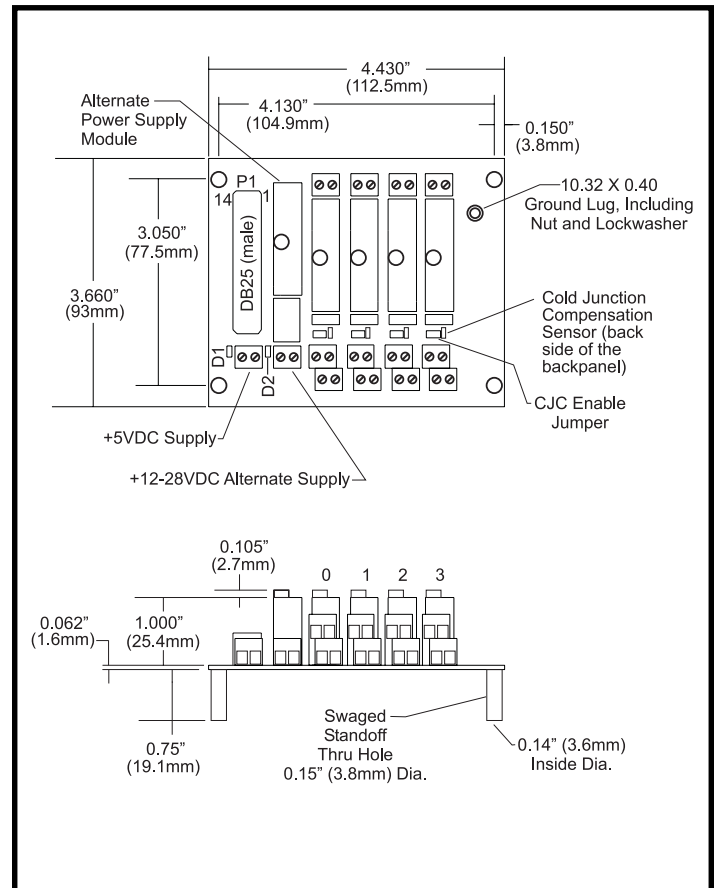 4.430”
(112.5mm)
Alternate
Power Supply
Module
4.130”
(104.9mm)
0.150”
(3.8mm)
P1
14
1
10.32 X 0.40
Ground Lug, Including
Nut and Lockwasher
3.050”
(77.5mm)
DB25 (male)
3.660”
(93mm)
Cold Junction
Compensation
Sensor (back
side of the
backpanel)
D1
D2
CJC Enable
Jumper
+5VDC Supply
+12-28VDC Alternate Supply
0.105”
(2.7mm)
0 1 2 3
0.062”
(1.6mm)
1.000”
(25.4mm)
Swaged
Standoff
Thru Hole
0.15” (3.8mm) Dia.
0.75”
(19.1mm)
0.14” (3.6mm)
Inside Dia.